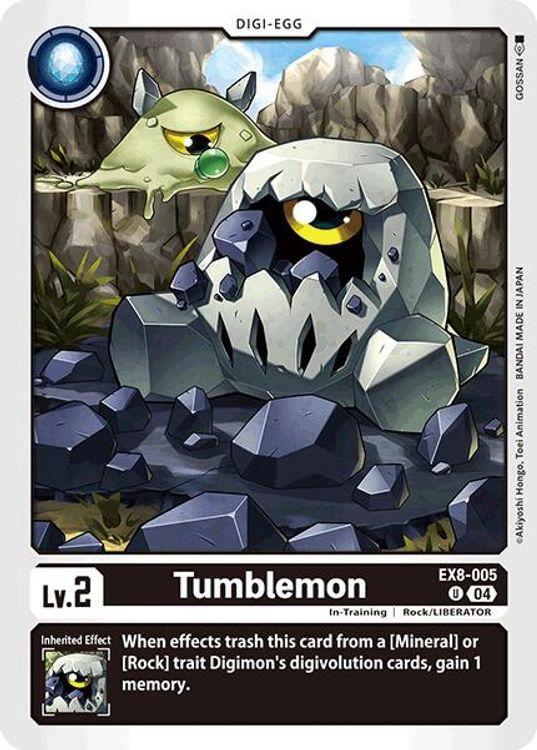 DIGI-EGG
GOSSAN
BANDAI MADE IN JAPAN
©Akiyoshi Hongo, Toei Animation
Lv.2
Tumblemon
EX8-005
U 04
In-Training | Rock/LIBERATOR
Inherited Effect
When effects trash this card from a [Mineral] or
[Rock] trait Digimon's digivolution cards, gain 1
memory.